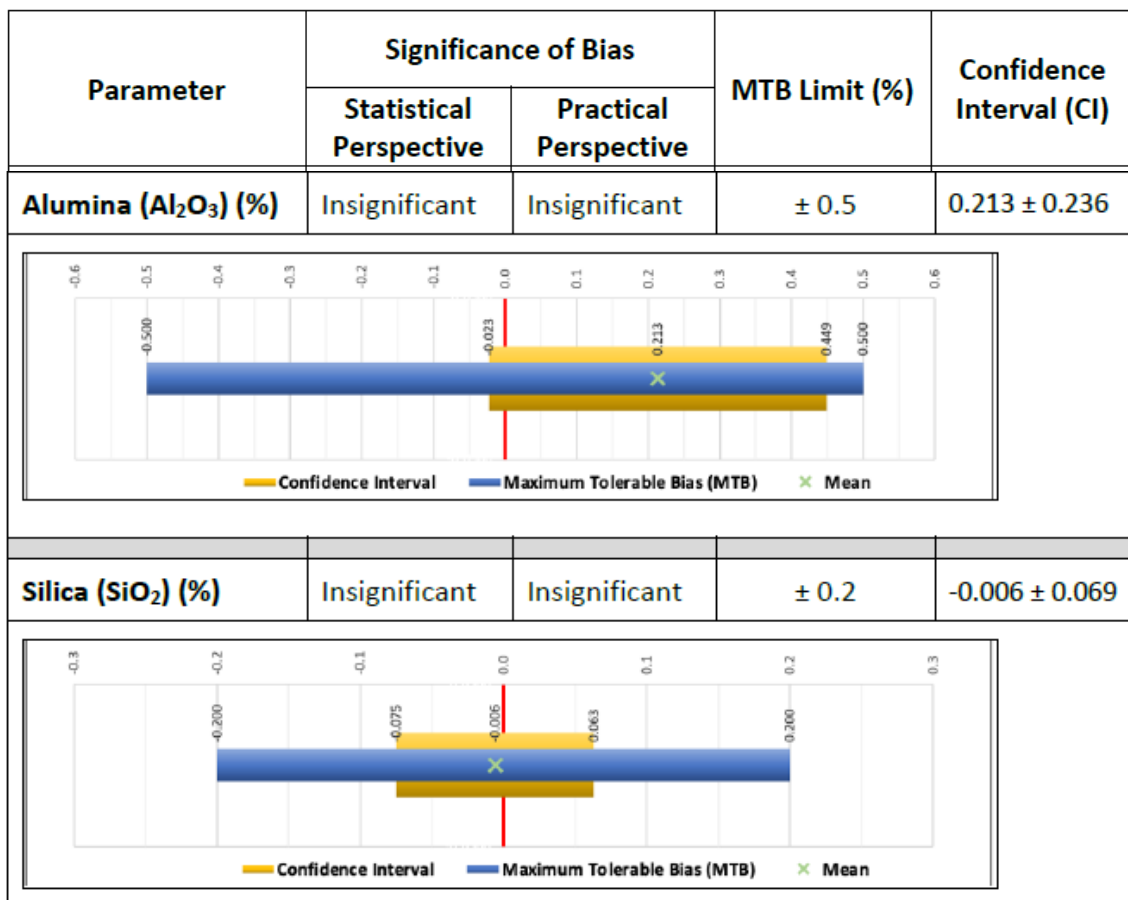 Parameter
Significance of Bias
Statistical
Perspective
Practical
Perspective
MTB Limit (%)
Confidence
Interval (CI)
Alumina (Al₂O₃) (%)
Insignificant
Insignificant
± 0.5
0.213 ± 0.236
-0.6 -0.5 -0.4 -0.3 -0.2 -0.1 0.0 0.1 0.2 0.3 0.4 0.5 0.6
-0.500 -0.023 0.213 0.449 0.500
Confidence Interval Maximum Tolerable Bias (MTB) Mean
Silica (SiO₂) (%)
Insignificant
Insignificant
± 0.2
-0.006 ± 0.069
-0.3 -0.2 -0.1 0.0 0.1 0.2 0.3
-0.200 -0.075 -0.006 0.063 0.200
Confidence Interval Maximum Tolerable Bias (MTB) Mean